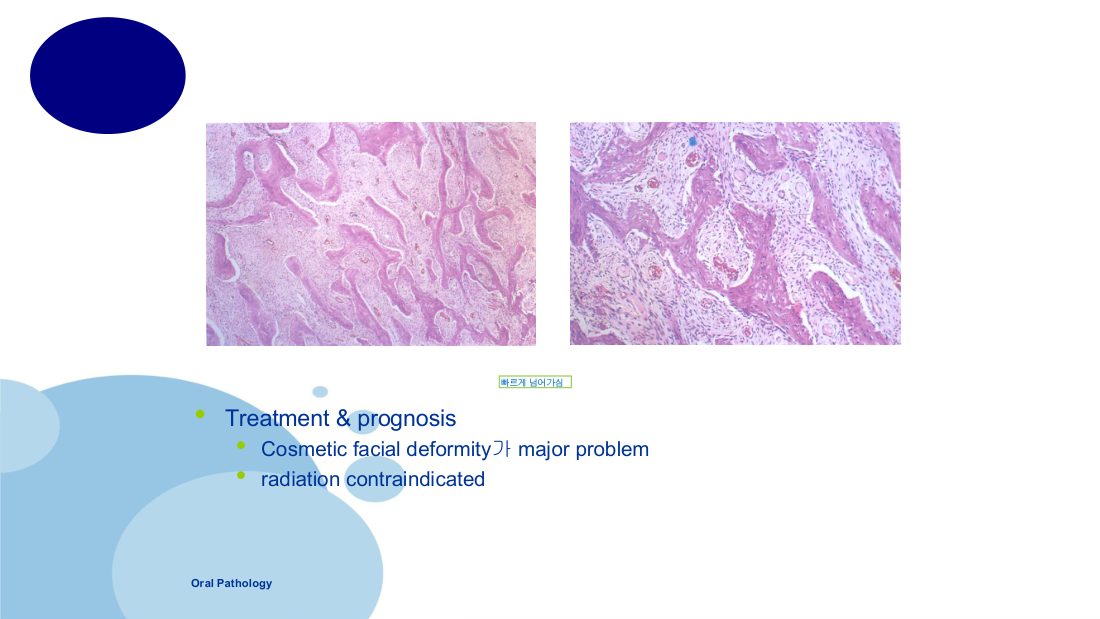 빠르게 넘어가심
Treatment & prognosis
Cosmetic facial deformity가 major problem
radiation contraindicated
Oral Pathology